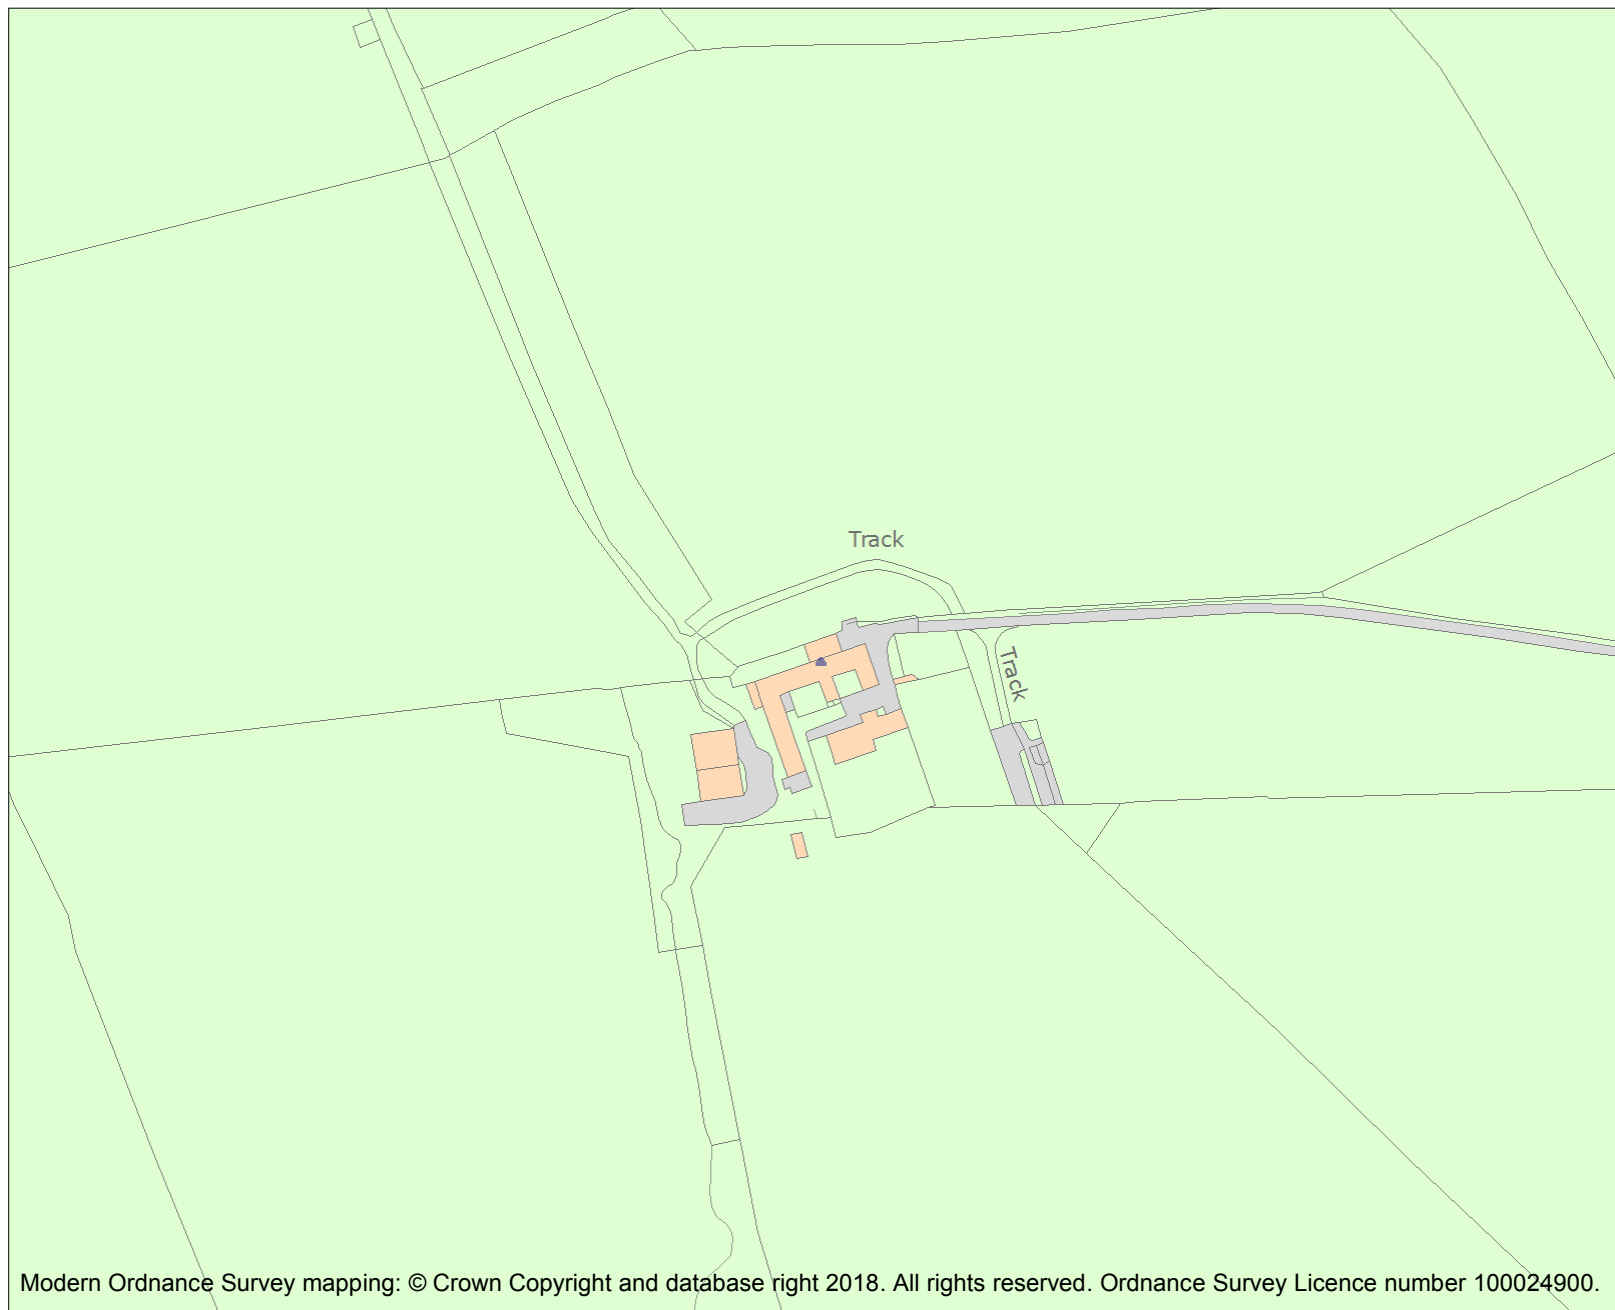 Track
Track
Modern Ordnance Survey mapping: © Crown Copyright and database right 2018. All rights reserved. Ordnance Survey Licence number 100024900.